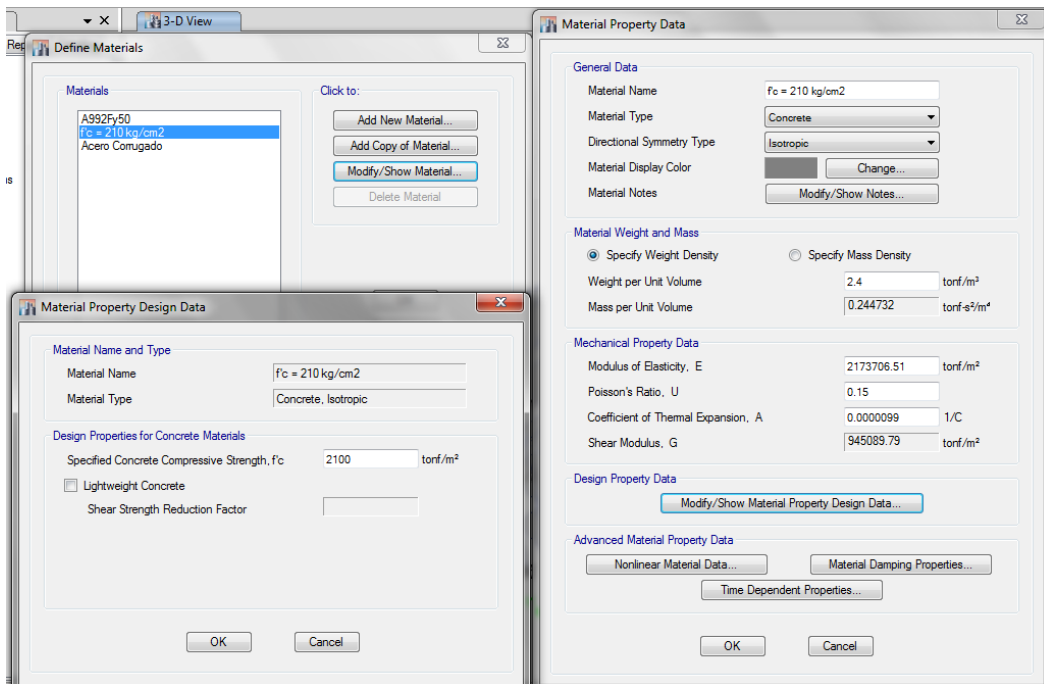 3-D View
Rep
ns
Define Materials
Materials
A992Fy50
f'c = 210 kg/cm2
Acero Corrugado
Click to:
Add New Material...
Add Copy of Material...
Modify/Show Material...
Delete Material
Material Property Design Data
Material Name and Type
Material Name f'c = 210 kg/cm2
Material Type Concrete, Isotropic
Design Properties for Concrete Materials
Specified Concrete Compressive Strength, f'c 2100 tonf/m²
Lightweight Concrete
Shear Strength Reduction Factor
OK Cancel
Material Property Data
General Data
Material Name f'c = 210 kg/cm2
Material Type Concrete
Directional Symmetry Type Isotropic
Material Display Color Change...
Material Notes Modify/Show Notes...
Material Weight and Mass
Specify Weight Density Specify Mass Density
Weight per Unit Volume 2.4 tonf/m³
Mass per Unit Volume 0.244732 tonf-s²/m⁴
Mechanical Property Data
Modulus of Elasticity, E 2173706.51 tonf/m²
Poisson's Ratio, U 0.15
Coefficient of Thermal Expansion, A 0.0000099 1/C
Shear Modulus, G 945089.79 tonf/m²
Design Property Data
Modify/Show Material Property Design Data...
Advanced Material Property Data
Nonlinear Material Data... Material Damping Properties...
Time Dependent Properties...
OK Cancel